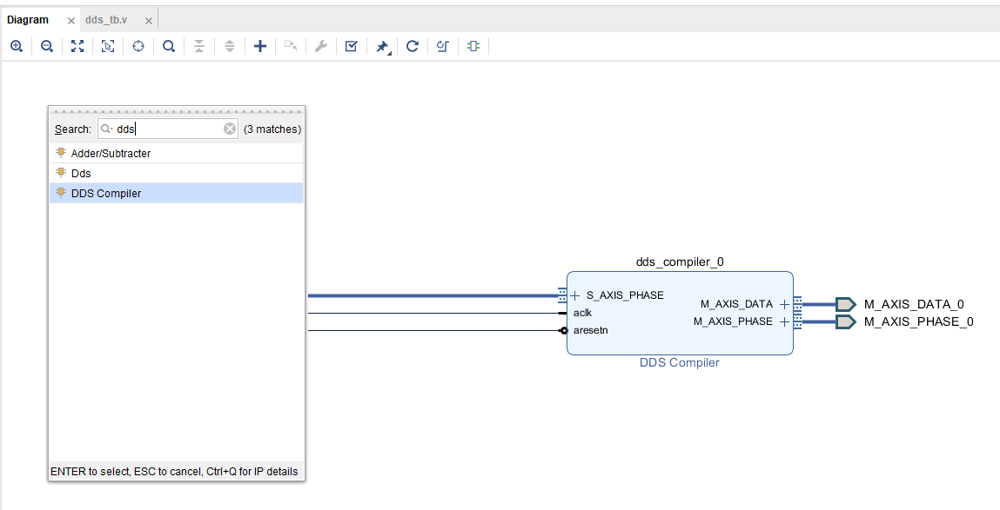 Diagram
dds_tb.v
Search: dds (3 matches)
Adder/Subtracter
Dds
DDS Compiler
ENTER to select, ESC to cancel, Ctrl+Q for IP details
dds_compiler_0
S_AXIS_PHASE
aclk
aresetn
M_AXIS_DATA
M_AXIS_PHASE
DDS Compiler
M_AXIS_DATA_0
M_AXIS_PHASE_0